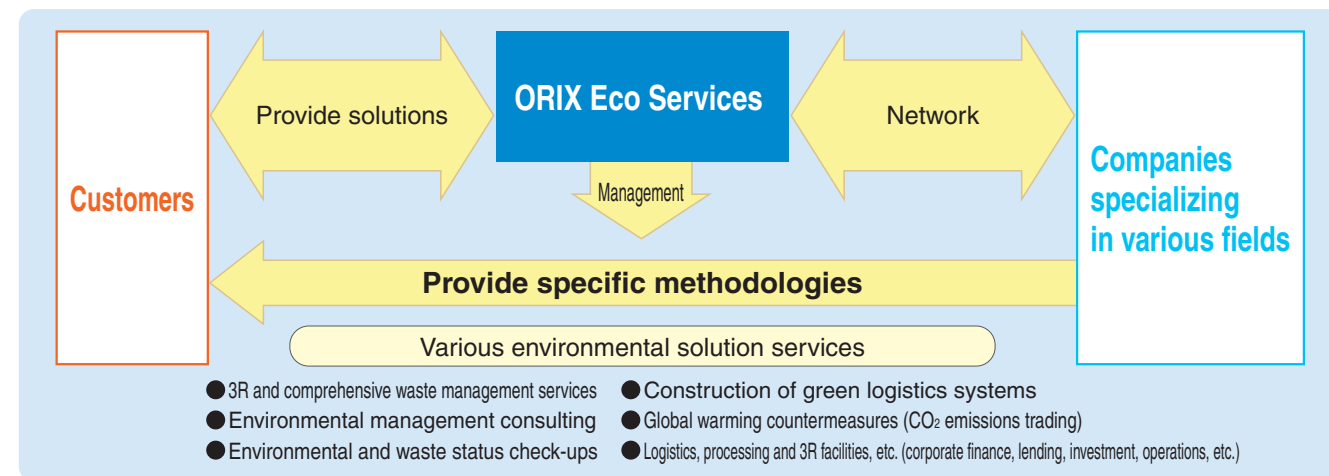 Customers
Provide solutions
ORIX Eco Services
Network
Management
Companies
specializing
in various fields
Provide specific methodologies
Various environmental solution services
●3R and comprehensive waste management services
●Environmental management consulting
●Environmental and waste status check-ups
●Construction of green logistics systems
●Global warming countermeasures (CO₂ emissions trading)
●Logistics, processing and 3R facilities, etc. (corporate finance, lending, investment, operations, etc.)